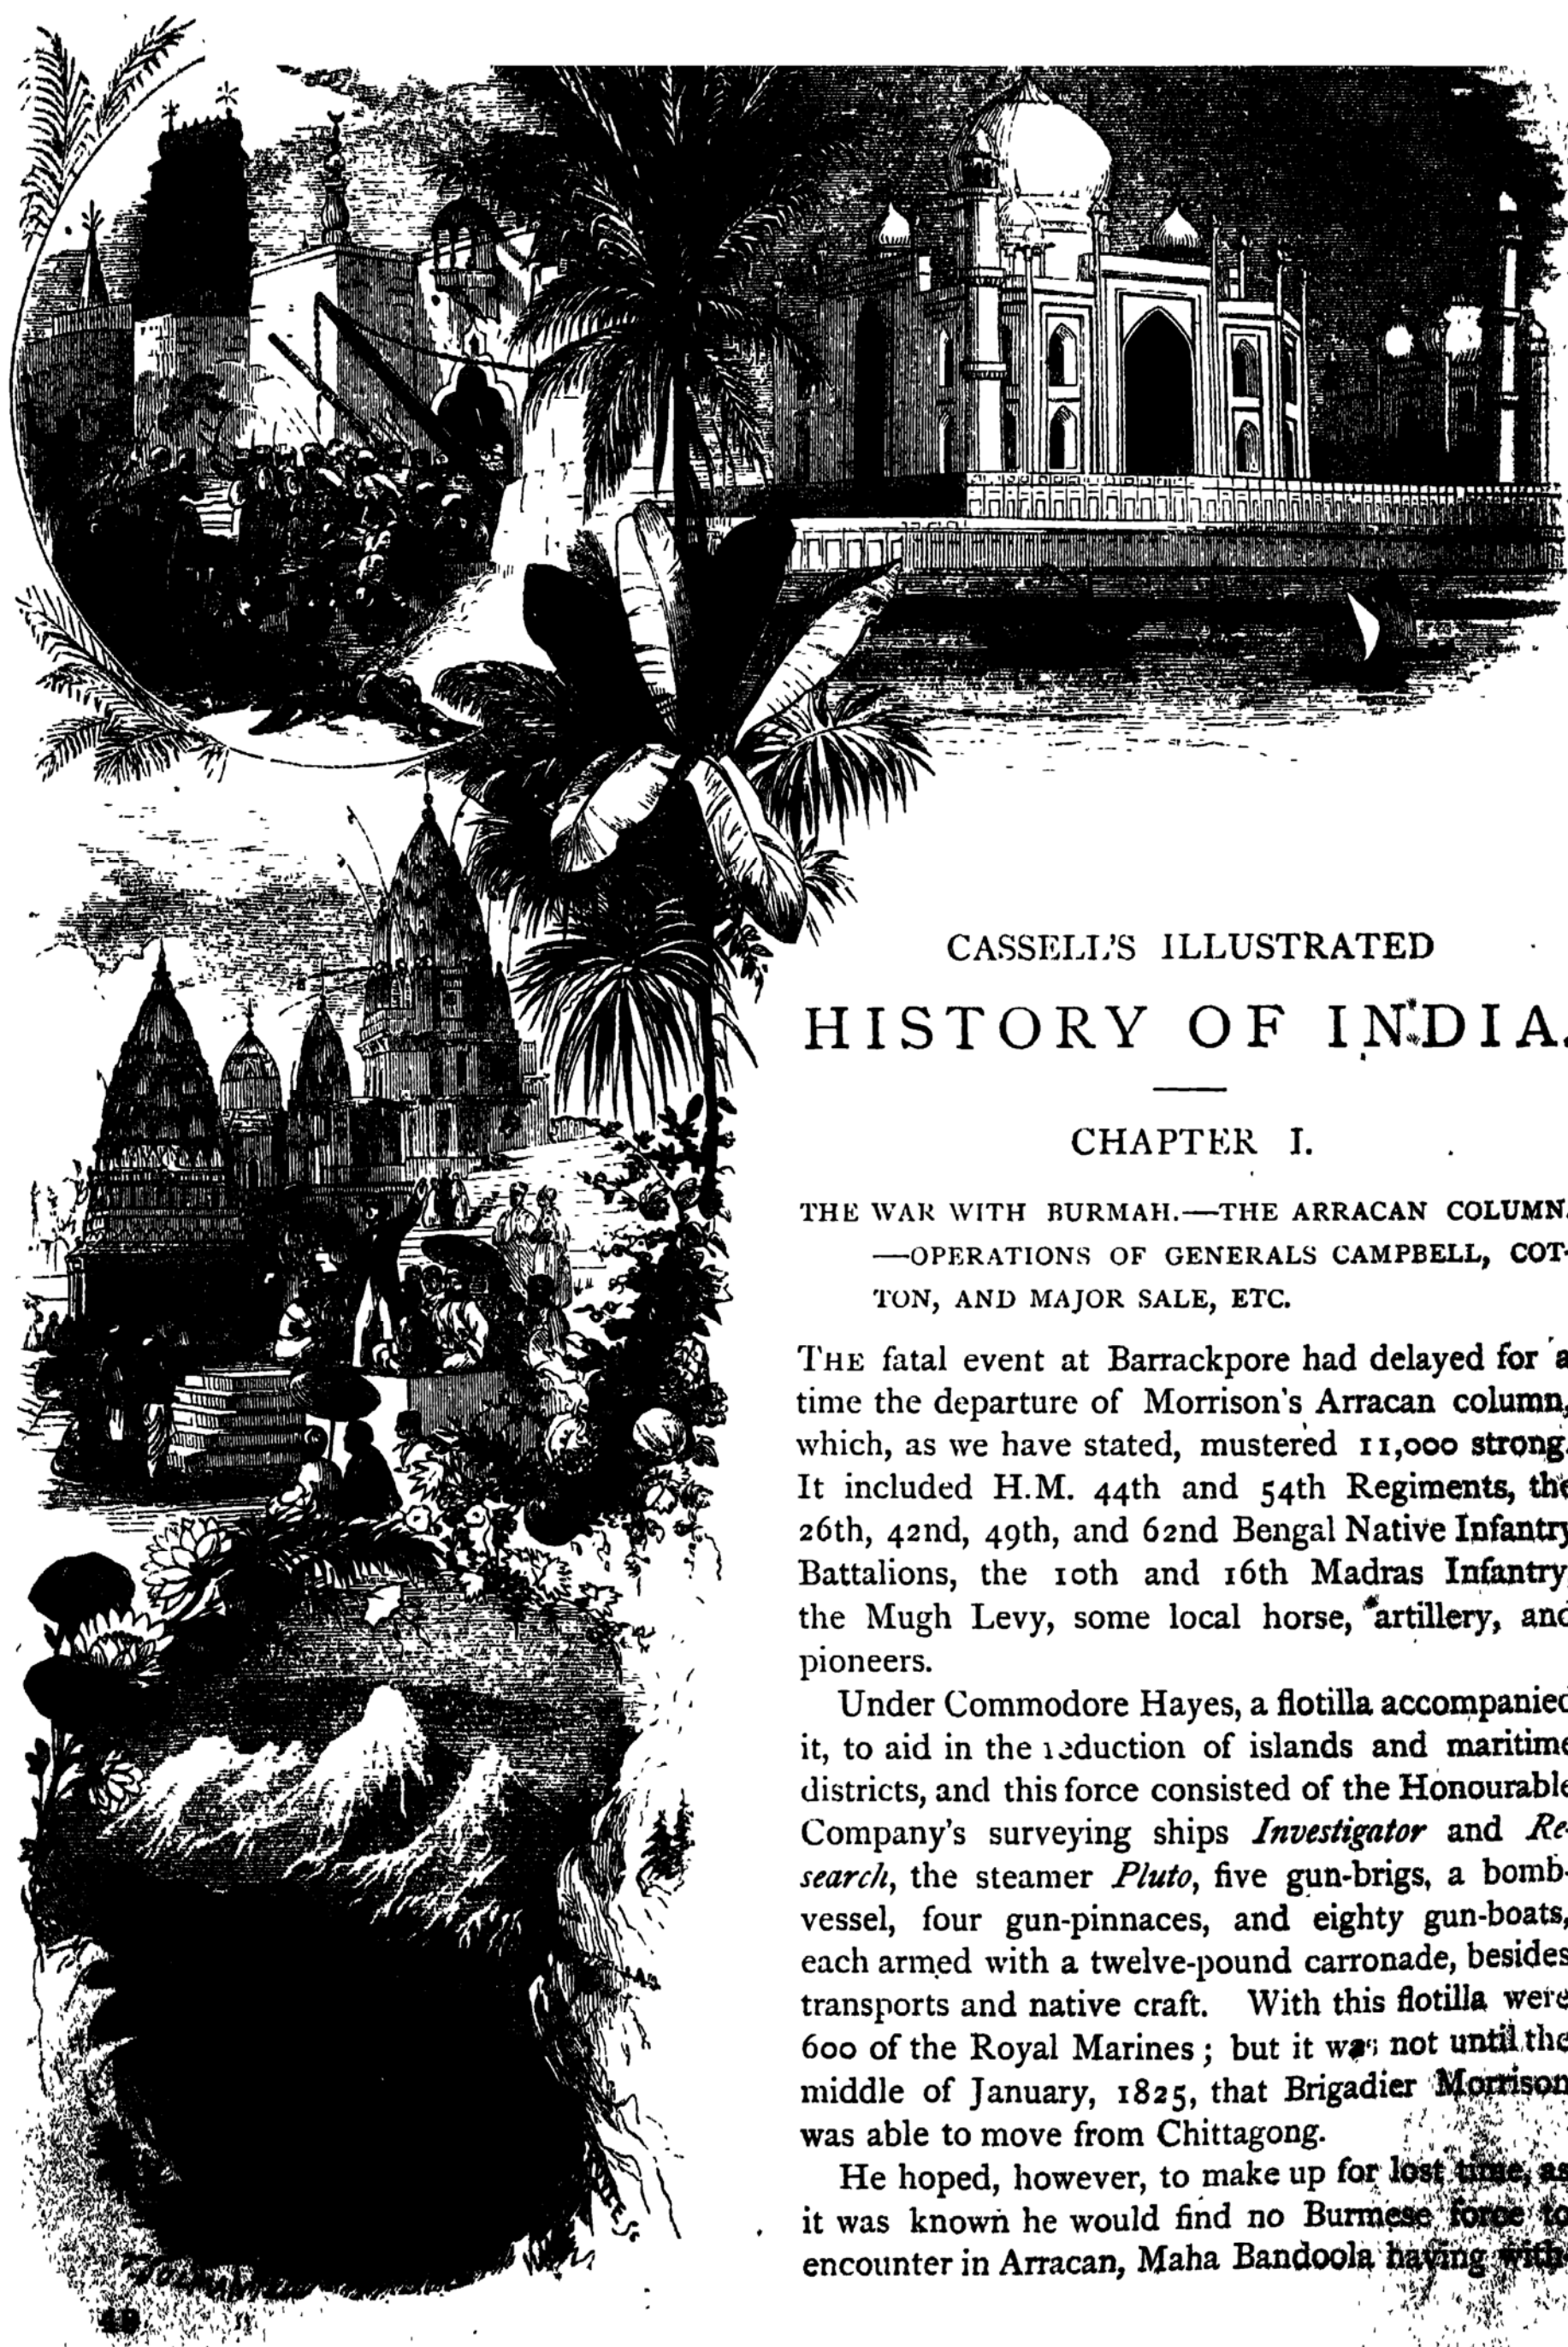 CASSELL'S ILLUSTRATED
HISTORY OF INDIA.
CHAPTER I.
THE WAR WITH BURMAH.—THE ARRACAN COLUMN.
—OPERATIONS OF GENERALS CAMPBELL, COT-
TON, AND MAJOR SALE, ETC.
THE fatal event at Barrackpore had delayed for a
time the departure of Morrison's Arracan column,
which, as we have stated, mustered 11,000 strong.
It included H.M. 44th and 54th Regiments, the
26th, 42nd, 49th, and 62nd Bengal Native Infantry
Battalions, the 10th and 16th Madras Infantry
the Mugh Levy, some local horse, artillery, and
pioneers.
Under Commodore Hayes, a flotilla accompanied
it, to aid in the reduction of islands and maritime
districts, and this force consisted of the Honourable
Company's surveying ships Investigator and Re-
search, the steamer Pluto, five gun-brigs, a bomb-
vessel, four gun-pinnaces, and eighty gun-boats,
each armed with a twelve-pound carronade, besides
transports and native craft. With this flotilla were
600 of the Royal Marines; but it was not until the
middle of January, 1825, that Brigadier Morrison
was able to move from Chittagong.
He hoped, however, to make up for lost time, as
it was known he would find no Burmese force to
encounter in Arracan, Maha Bandoola having with-
49